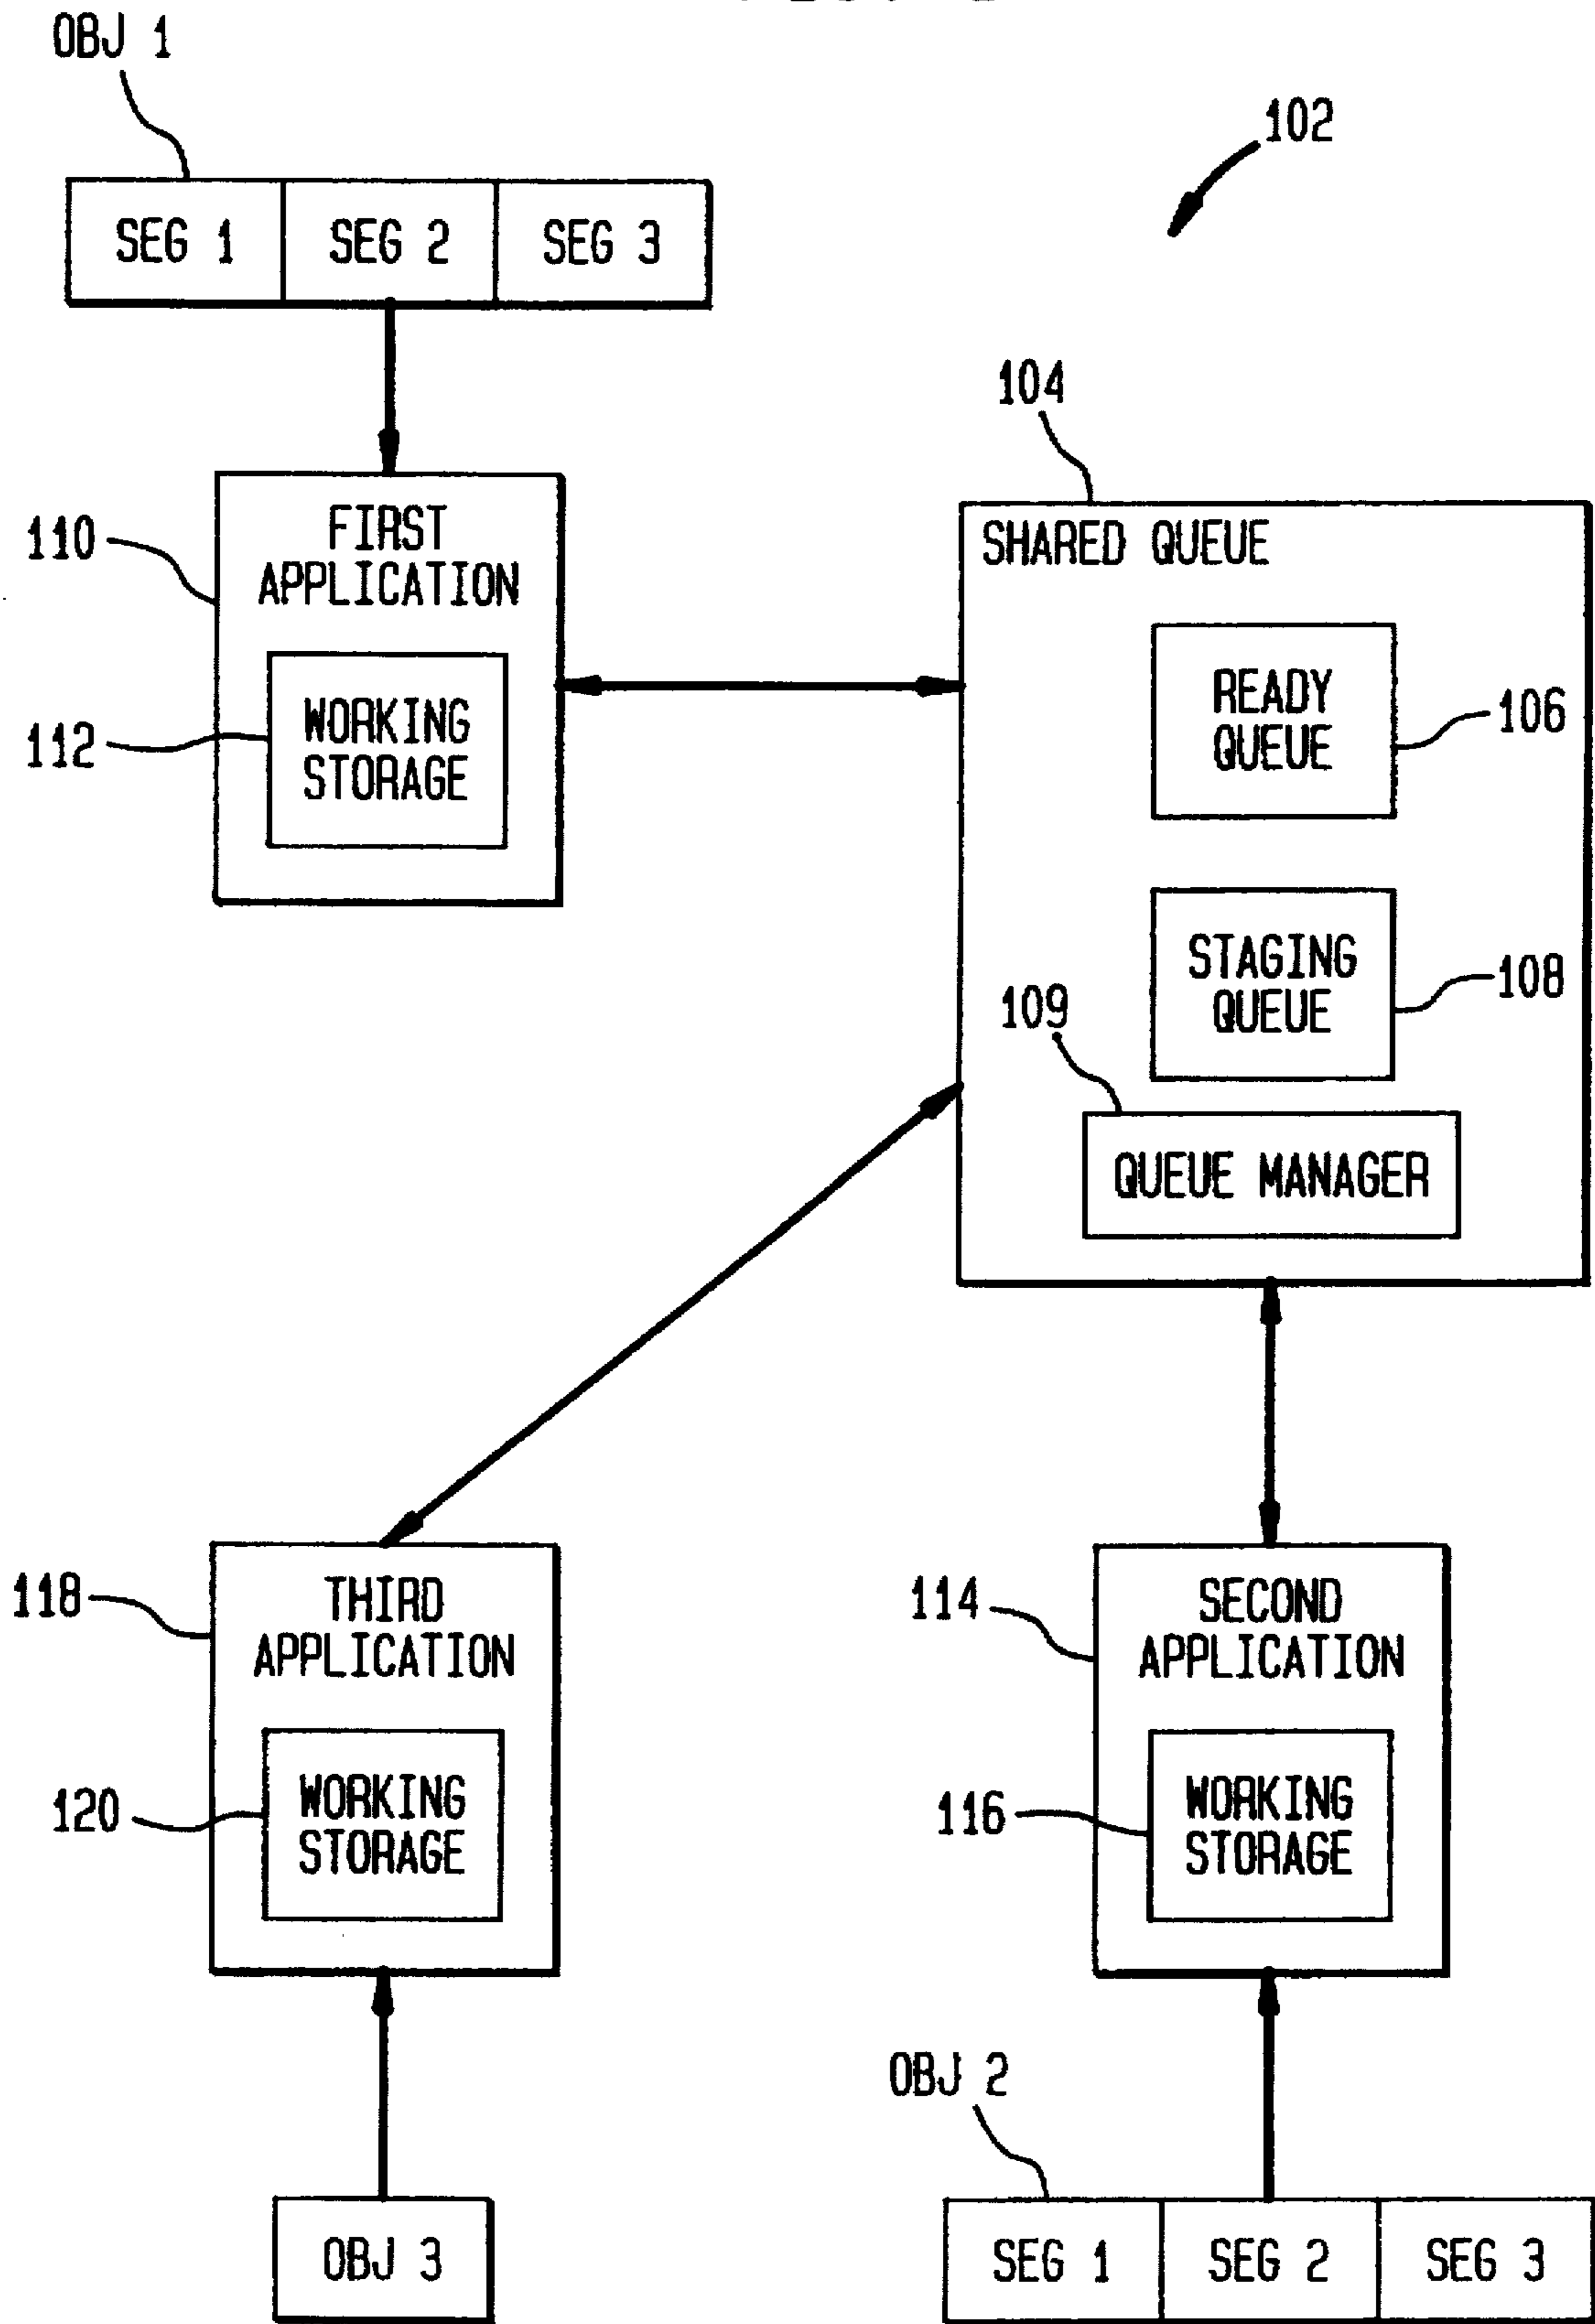 OBJ 1
102
SEG 1 SEG 2 SEG 3
104
110
FIRST
APPLICATION
112
WORKING
STORAGE
SHARED QUEUE
READY
QUEUE
106
STAGING
QUEUE
108
109
QUEUE MANAGER
118
THIRD
APPLICATION
120
WORKING
STORAGE
114
SECOND
APPLICATION
116
WORKING
STORAGE
OBJ 3
OBJ 2
SEG 1 SEG 2 SEG 3